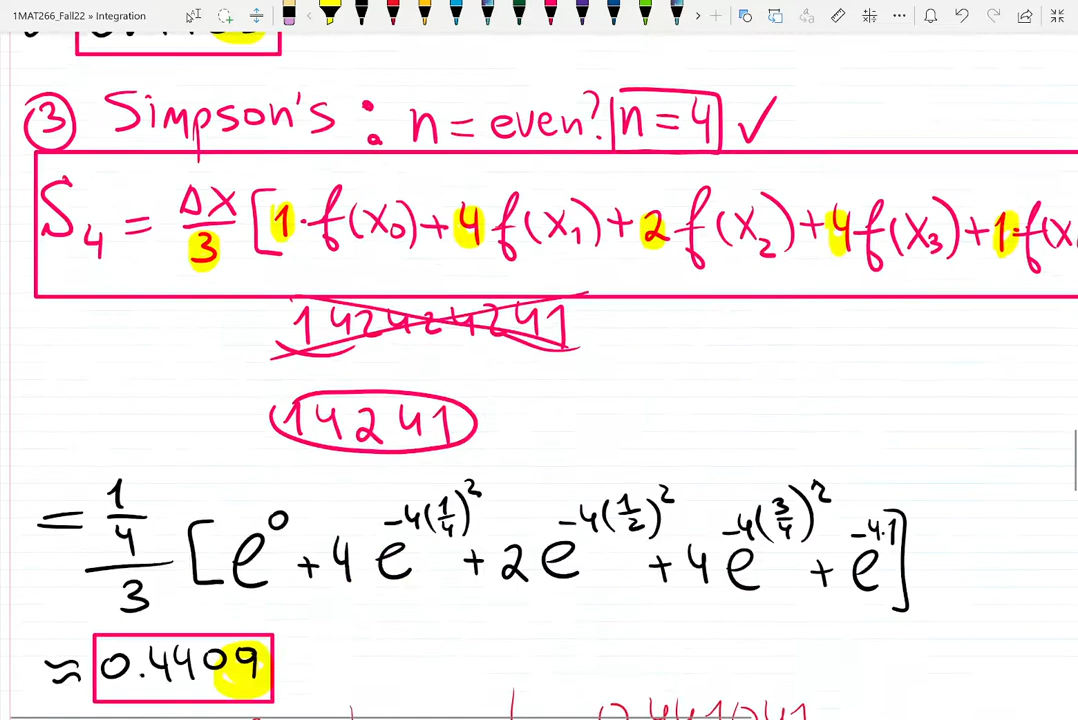 1MAT266_Fall22 » Integration
③ Simpson's : n = even? n = 4 ✓
S₄ = Δx/3 [1·f(x₀) + 4f(x₁) + 2f(x₂) + 4f(x₃) + 1·f(x
142424241
14241
= 1/4/3 [e⁰ + 4e^-4(1/4)² + 2e^-4(1/2)² + 4e^-4(3/4)² + e^-4·1]
≈ 0.4409